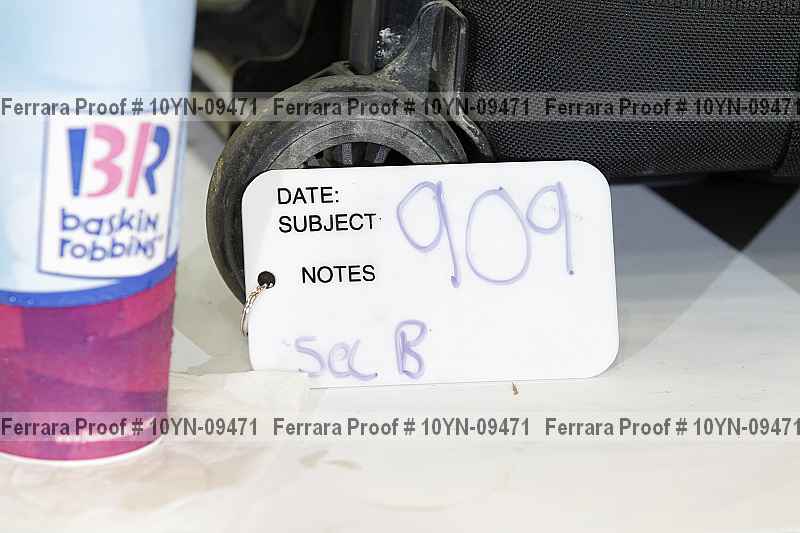 Ferrara Proof # 10YN-09471 Ferrara Proof # 10YN-09471 Ferrara Proof # 10YN-09471
BR
baskin
robbins
DATE:
SUBJECT
909
NOTES
Sec B
Ferrara Proof # 10YN-09471 Ferrara Proof # 10YN-09471 Ferrara Proof # 10YN-09471